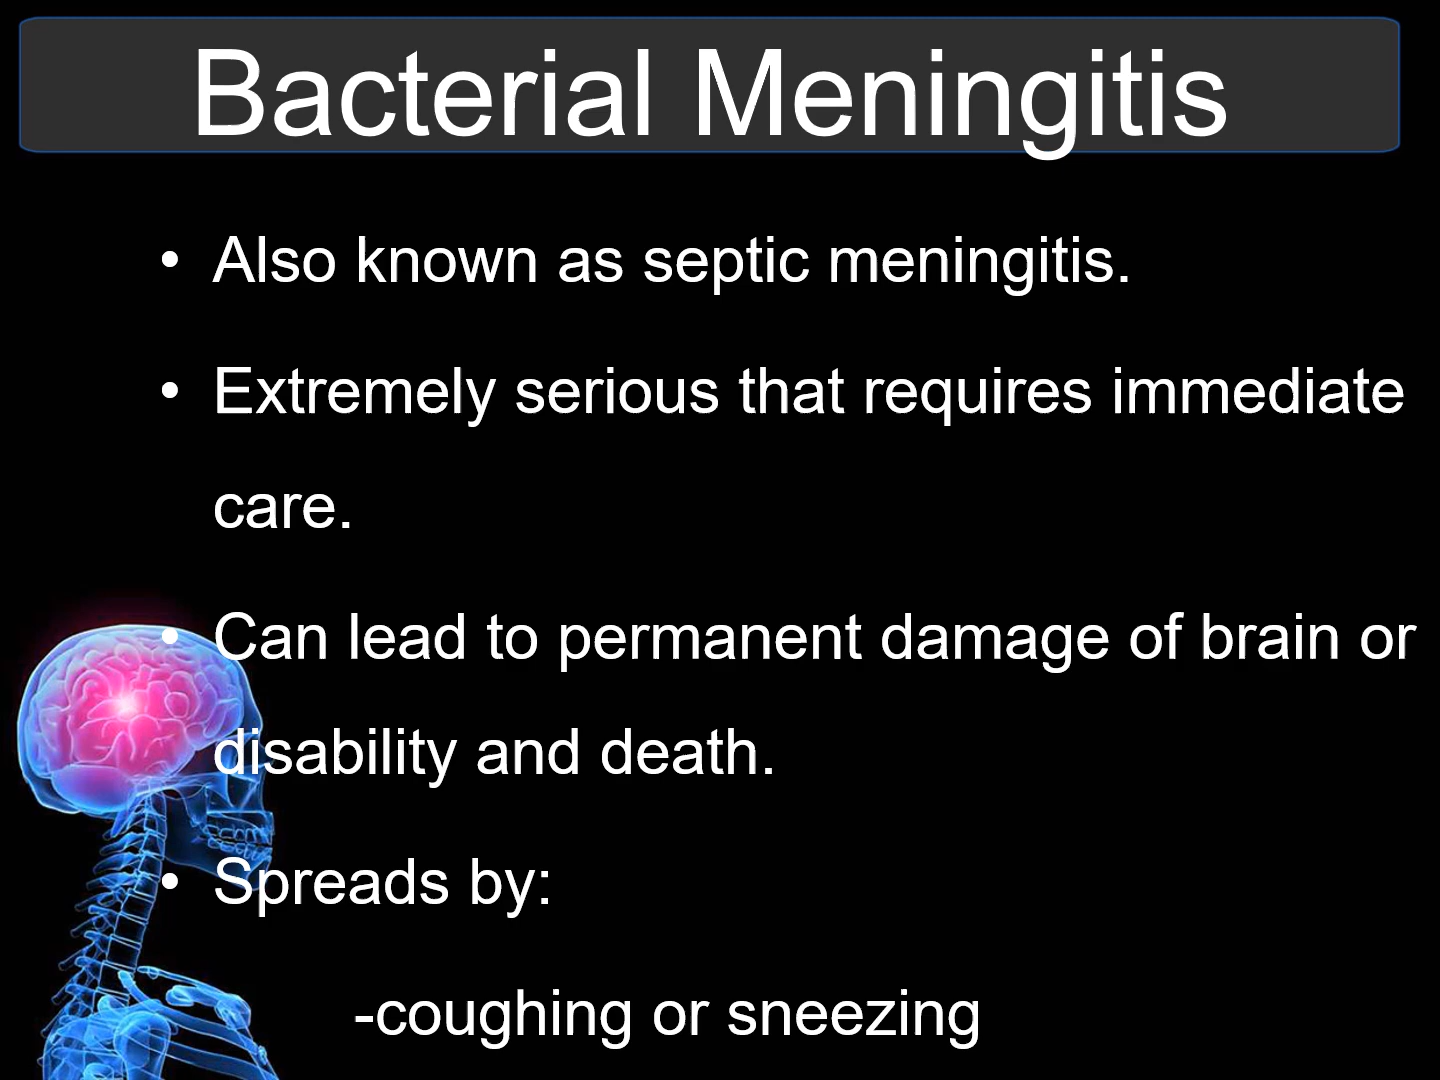 Bacterial Meningitis
• Also known as septic meningitis.
• Extremely serious that requires immediate
care.
• Can lead to permanent damage of brain or
disability and death.
• Spreads by:
-coughing or sneezing